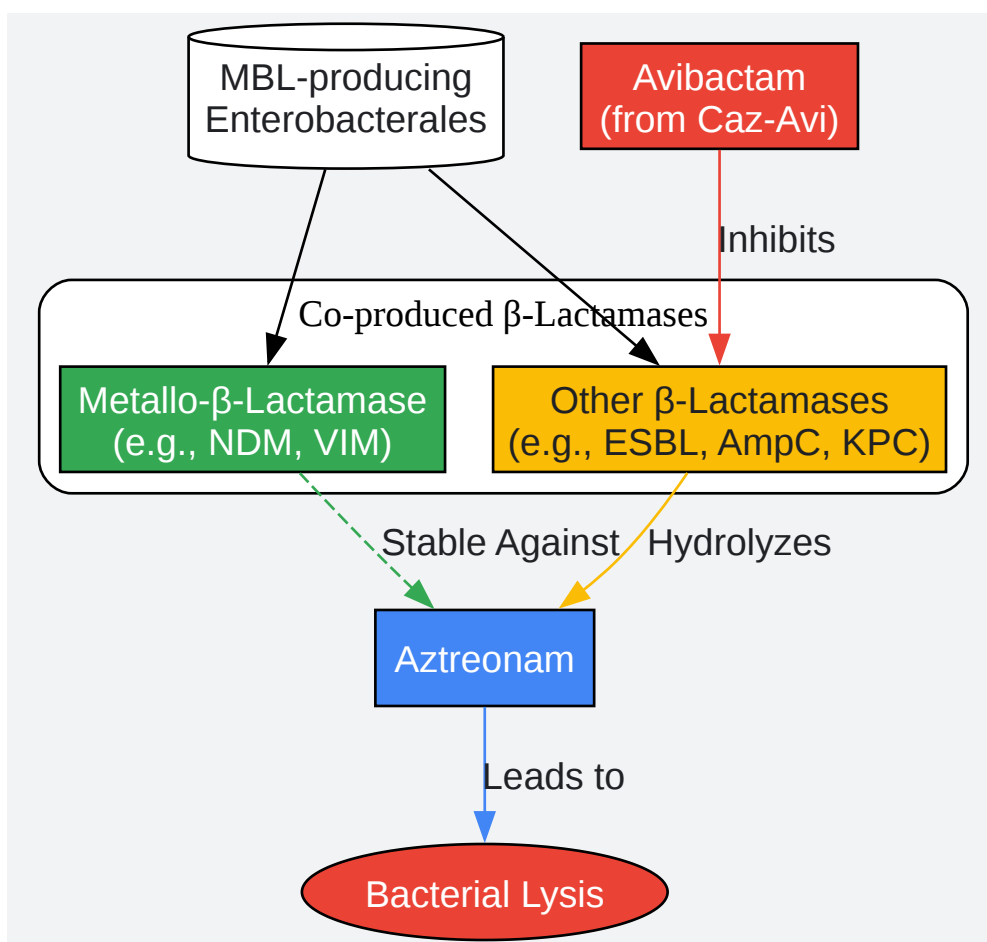 MBL-producing
Enterobacterales
Avibactam
(from Caz-Avi)
Inhibits
Co-produced β-Lactamases
Metallo-β-Lactamase
(e.g., NDM, VIM)
Other β-Lactamases
(e.g., ESBL, AmpC, KPC)
Stable Against
Hydrolyzes
Aztreonam
Leads to
Bacterial Lysis